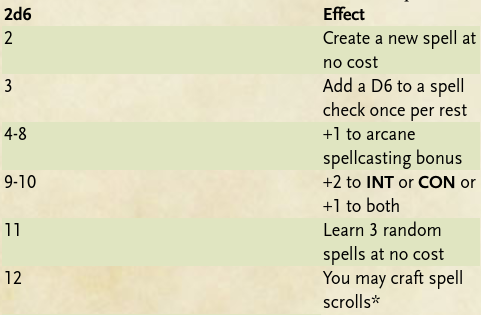 2d6 Effect
2 Create a new spell at
no cost
3 Add a D6 to a spell
check once per rest
4-8 +1 to arcane
spellcasting bonus
9-10 +2 to INT or CON or
+1 to both
11 Learn 3 random
spells at no cost
12 You may craft spell
scrolls*